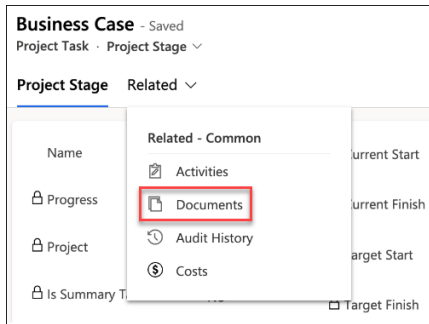 Business Case - Saved
Project Task · Project Stage
Project Stage Related
Related - Common
Name
Activities
Current Start
Progress
Documents
Current Finish
Project
Audit History
Target Start
Costs
Is Summary
Target Finish